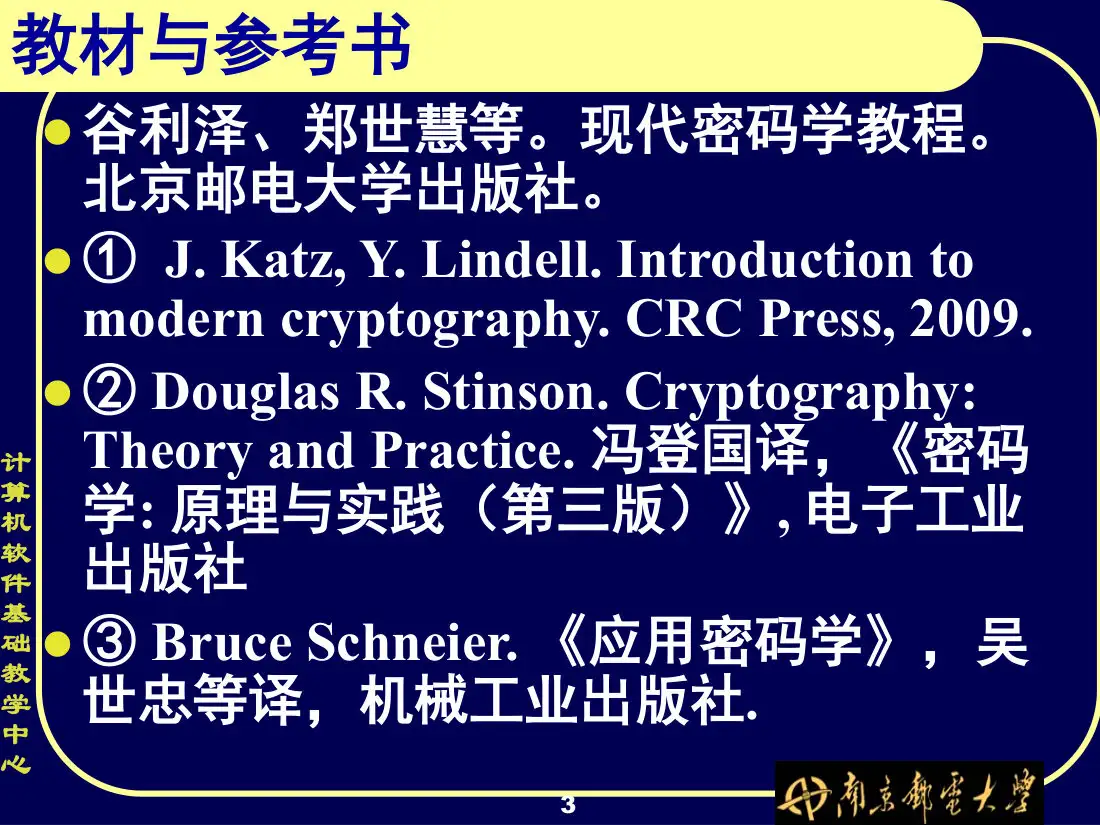 教材与参考书
谷利泽、郑世慧等。现代密码学教程。
北京邮电大学出版社。
① J. Katz, Y. Lindell. Introduction to
modern cryptography. CRC Press, 2009.
② Douglas R. Stinson. Cryptography:
Theory and Practice. 冯登国译，《密码
学: 原理与实践（第三版）》, 电子工业
出版社
③ Bruce Schneier. 《应用密码学》，吴
世忠等译，机械工业出版社.
计算机软件基础教学中心
3
南京邮电大学